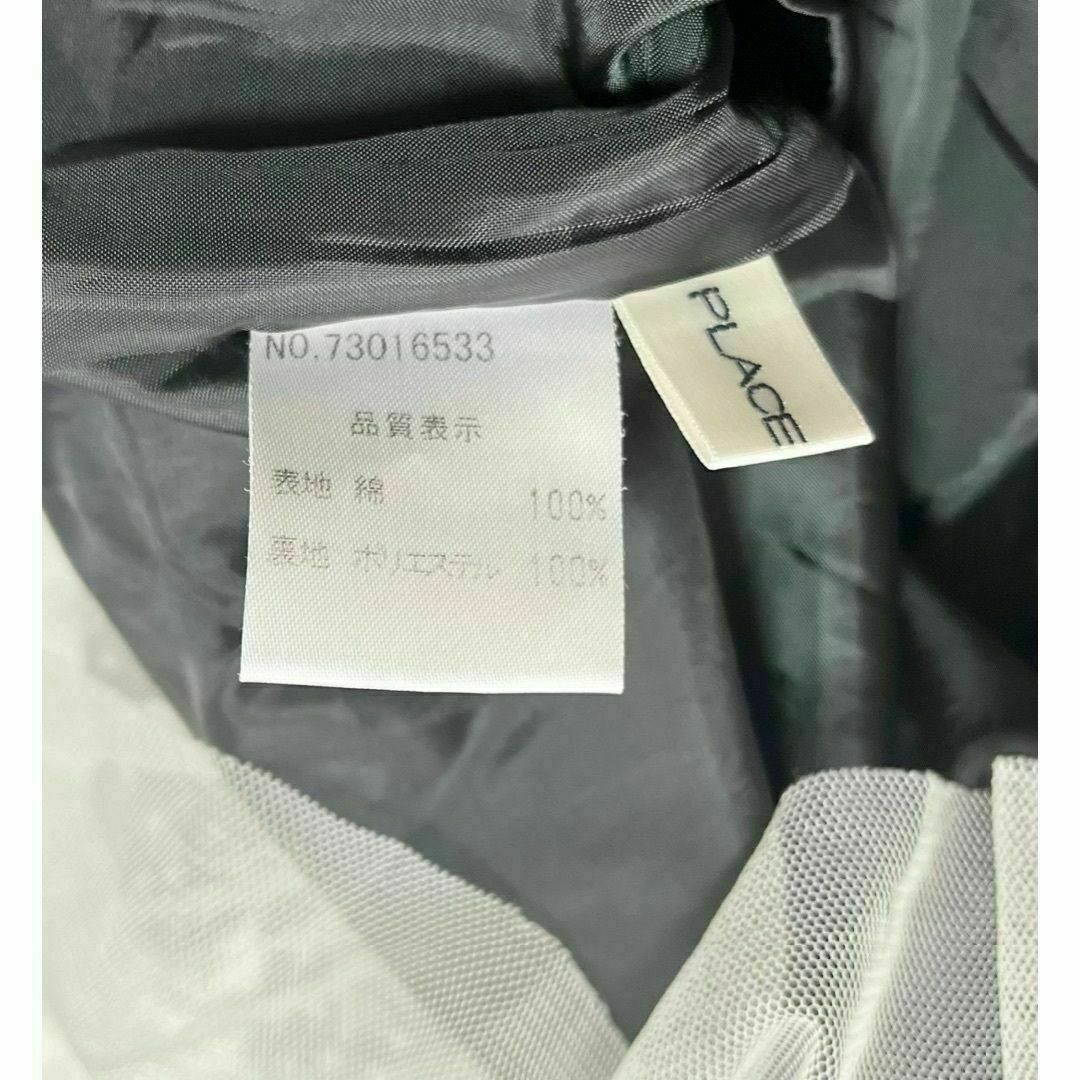 NO.73016533
品質表示
表地 綿 100%
裏地 ポリエステル 100%
PLACE